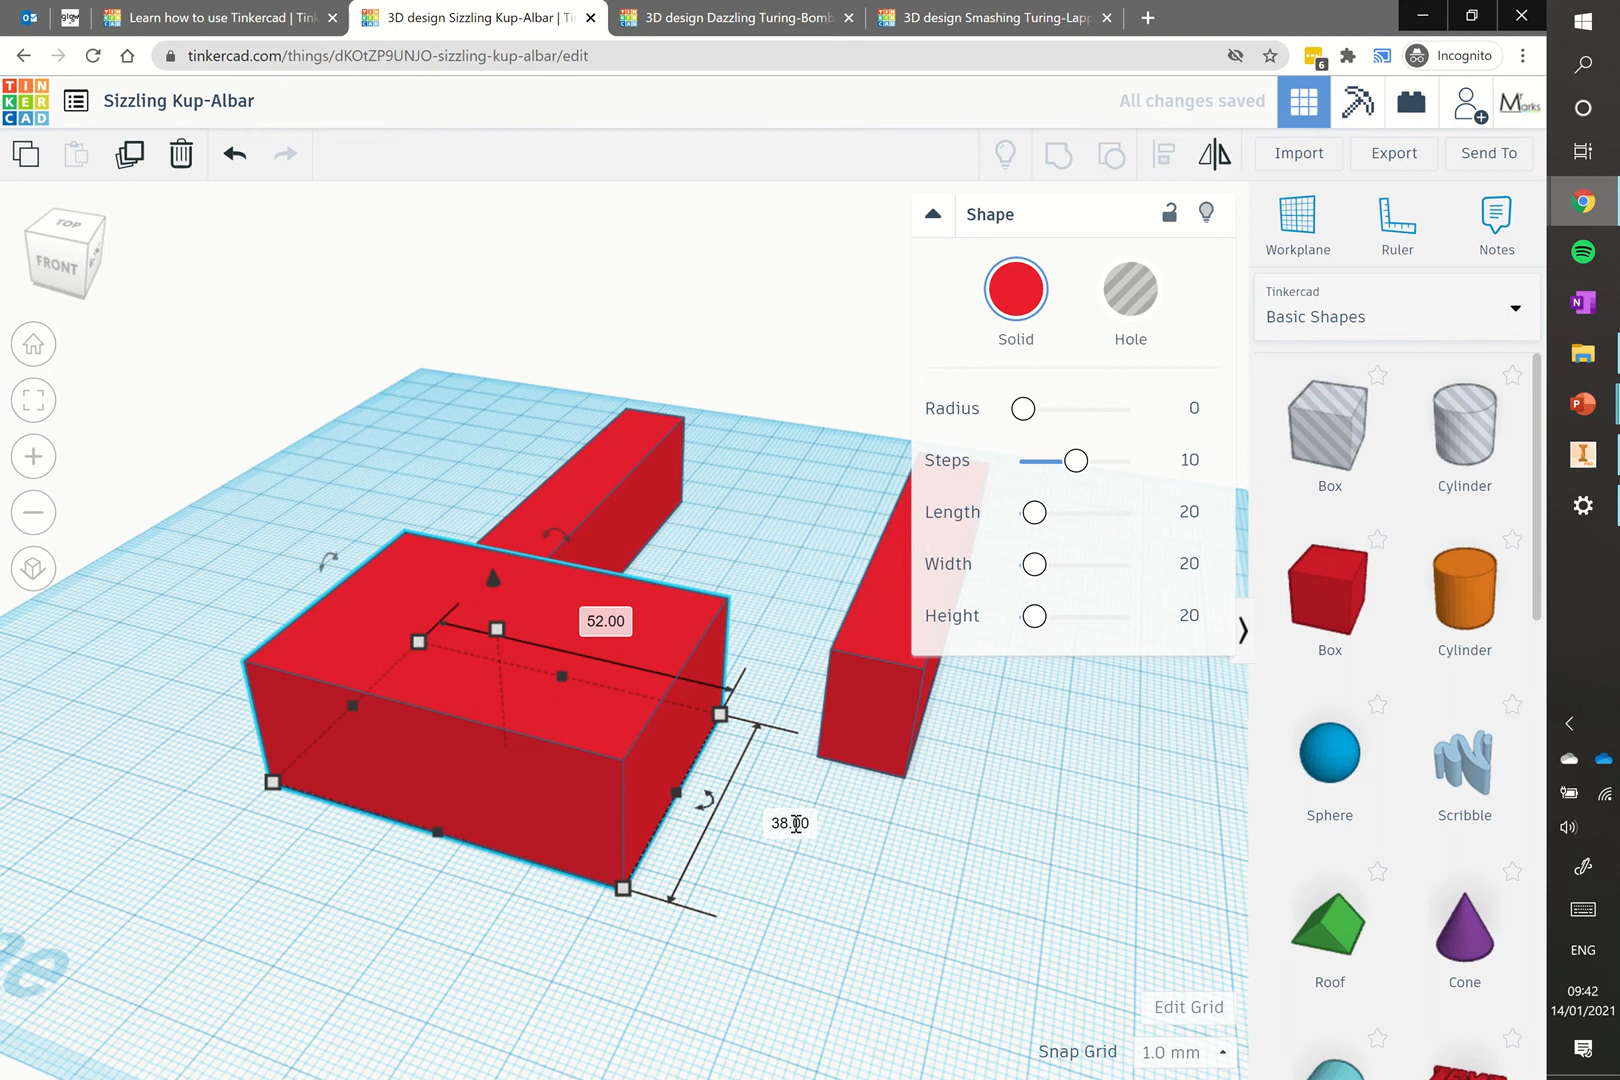 Learn how to use Tinkercad | Tin
3D design Sizzling Kup-Albar | Ti
3D design Dazzling Turing-Bomb
3D design Smashing Turing-Lapp
tinkercad.com/things/dKOtZP9UNJO-sizzling-kup-albar/edit
6
Incognito
TIN
KER
CAD
Sizzling Kup-Albar
All changes saved
Mr Marks
Import
Export
Send To
TOP
FRONT
Shape
Solid
Hole
Radius 0
Steps 10
Length 20
Width 20
Height 20
52.00
38.00
Workplane
Ruler
Notes
Tinkercad
Basic Shapes
Box
Cylinder
Box
Cylinder
Sphere
Scribble
Roof
Cone
Edit Grid
Snap Grid 1.0 mm
ENG
09:42
14/01/2021